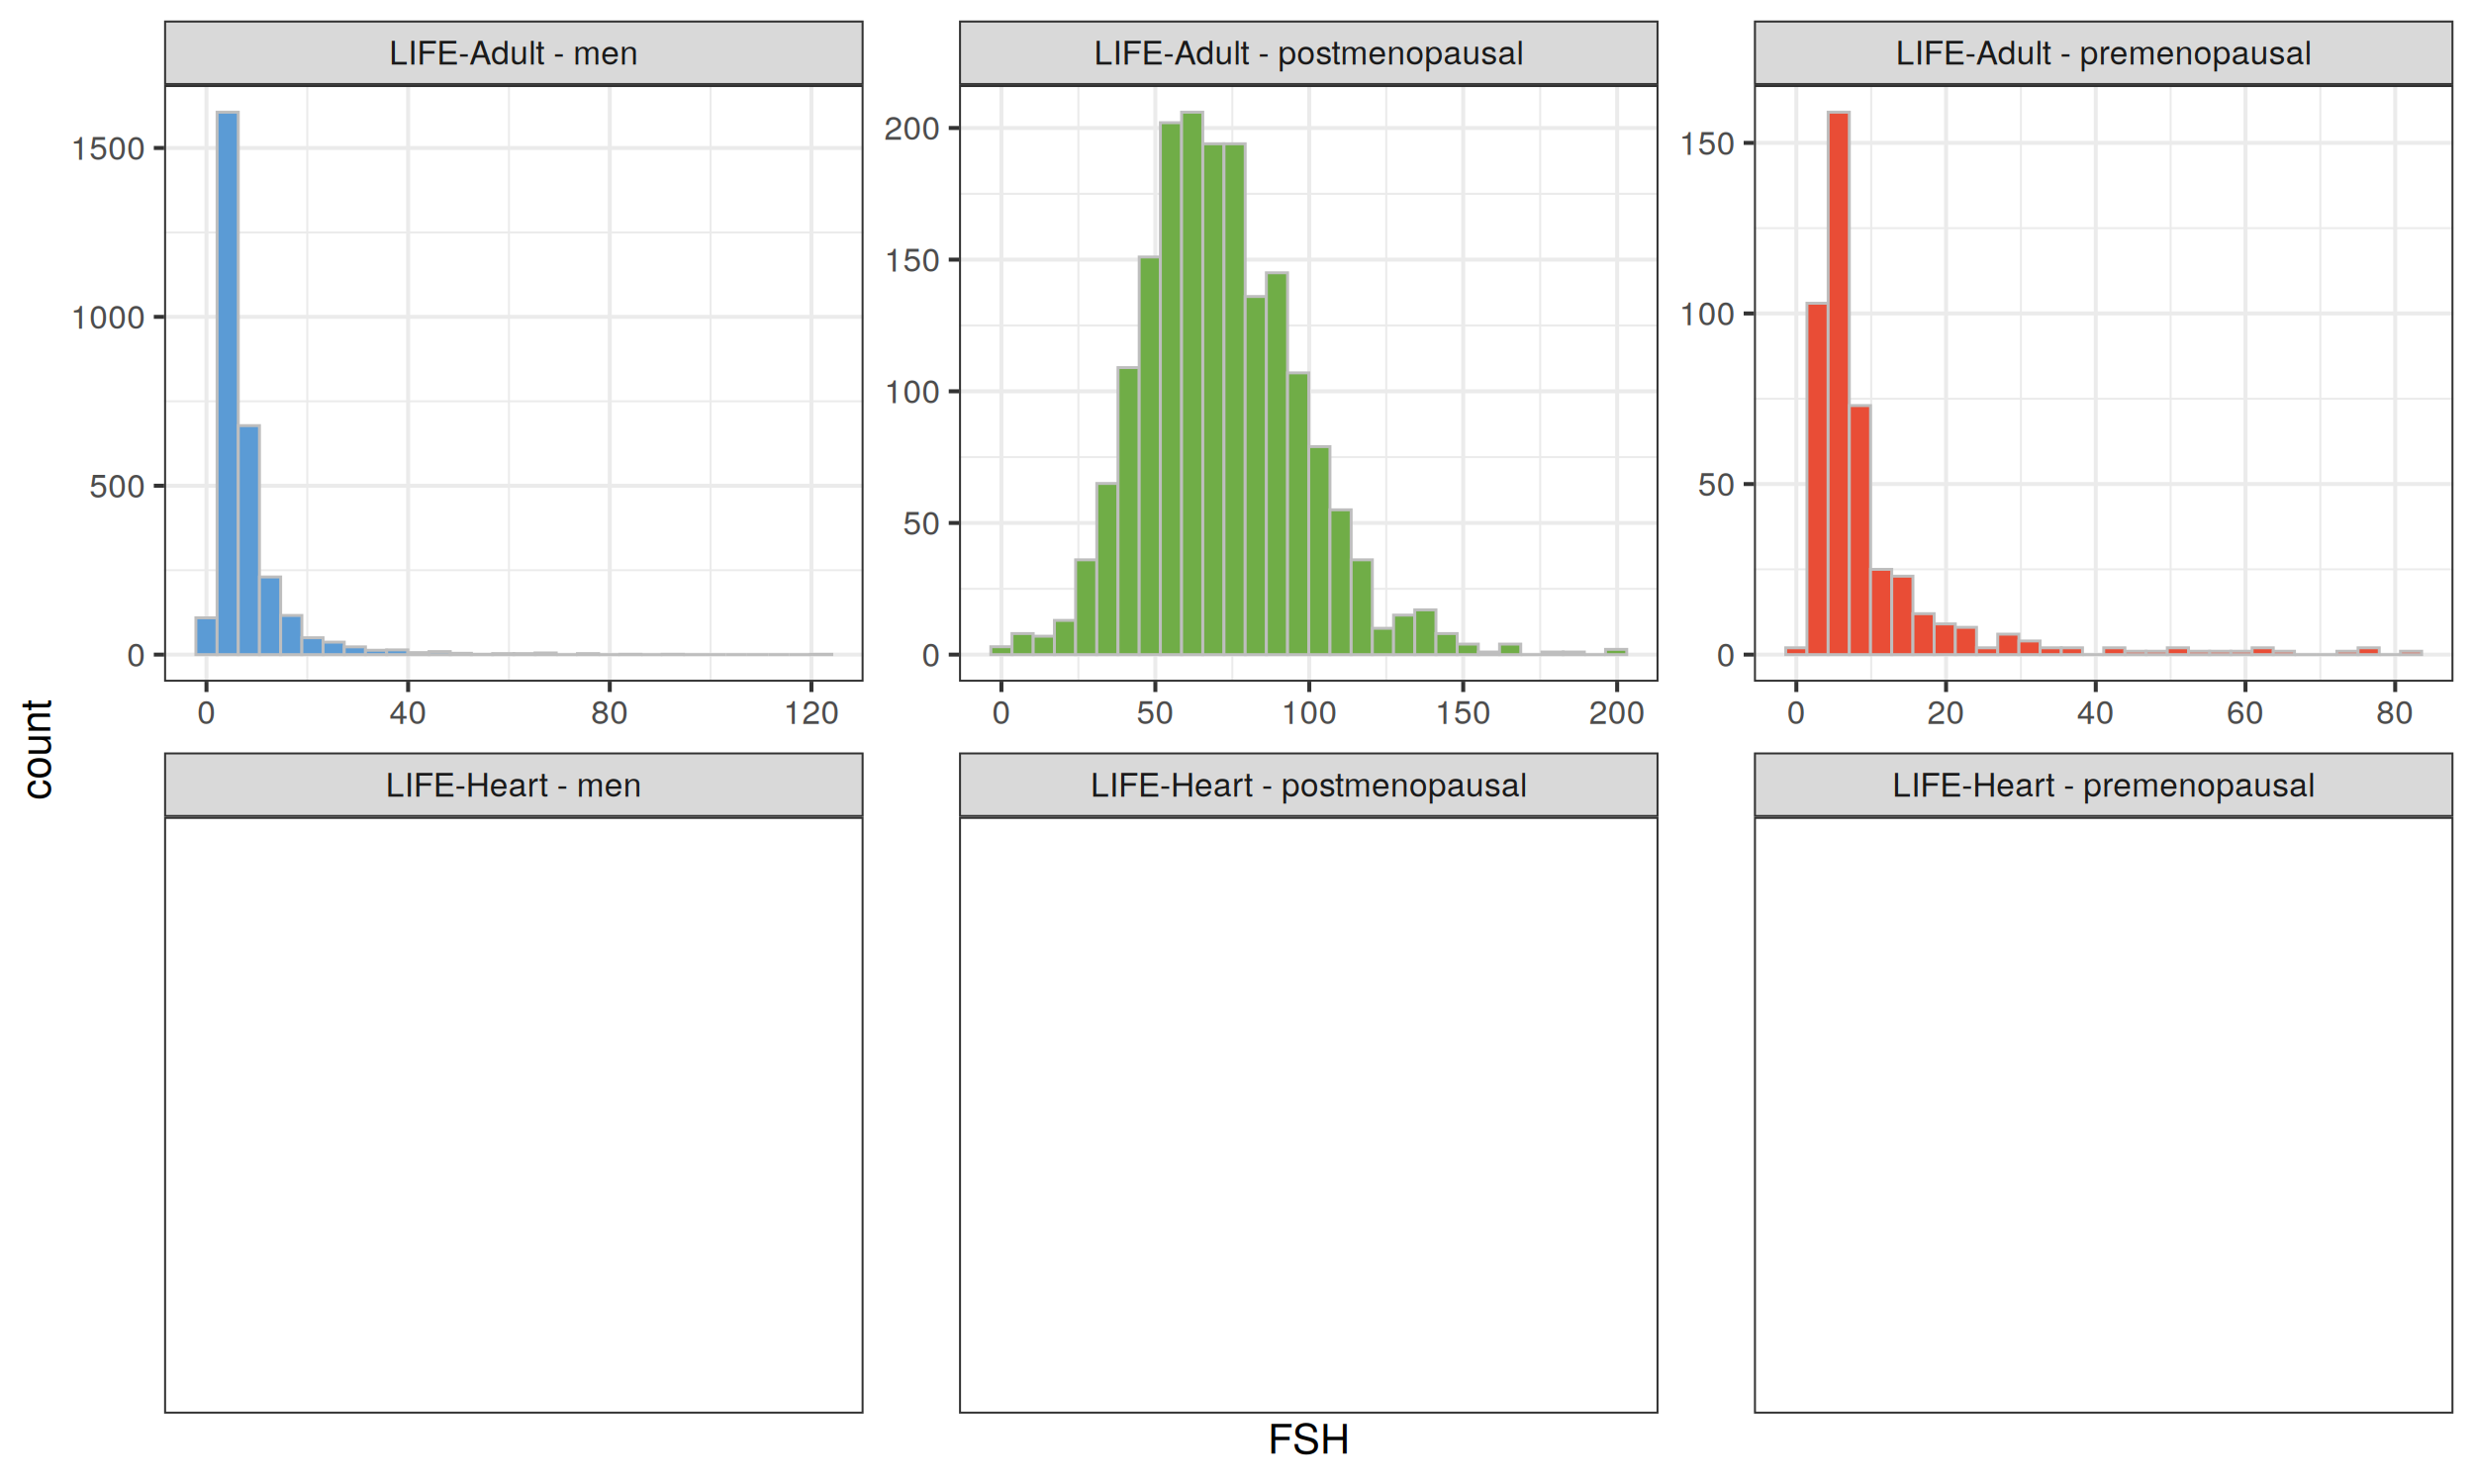 LIFE-Adult - men
LIFE-Adult - postmenopausal
LIFE-Adult - premenopausal
1500
1000
500
0
200
150
100
50
0
150
100
50
0
0 40 80 120
0 50 100 150 200
0 20 40 60 80
count
LIFE-Heart - men
LIFE-Heart - postmenopausal
LIFE-Heart - premenopausal
FSH